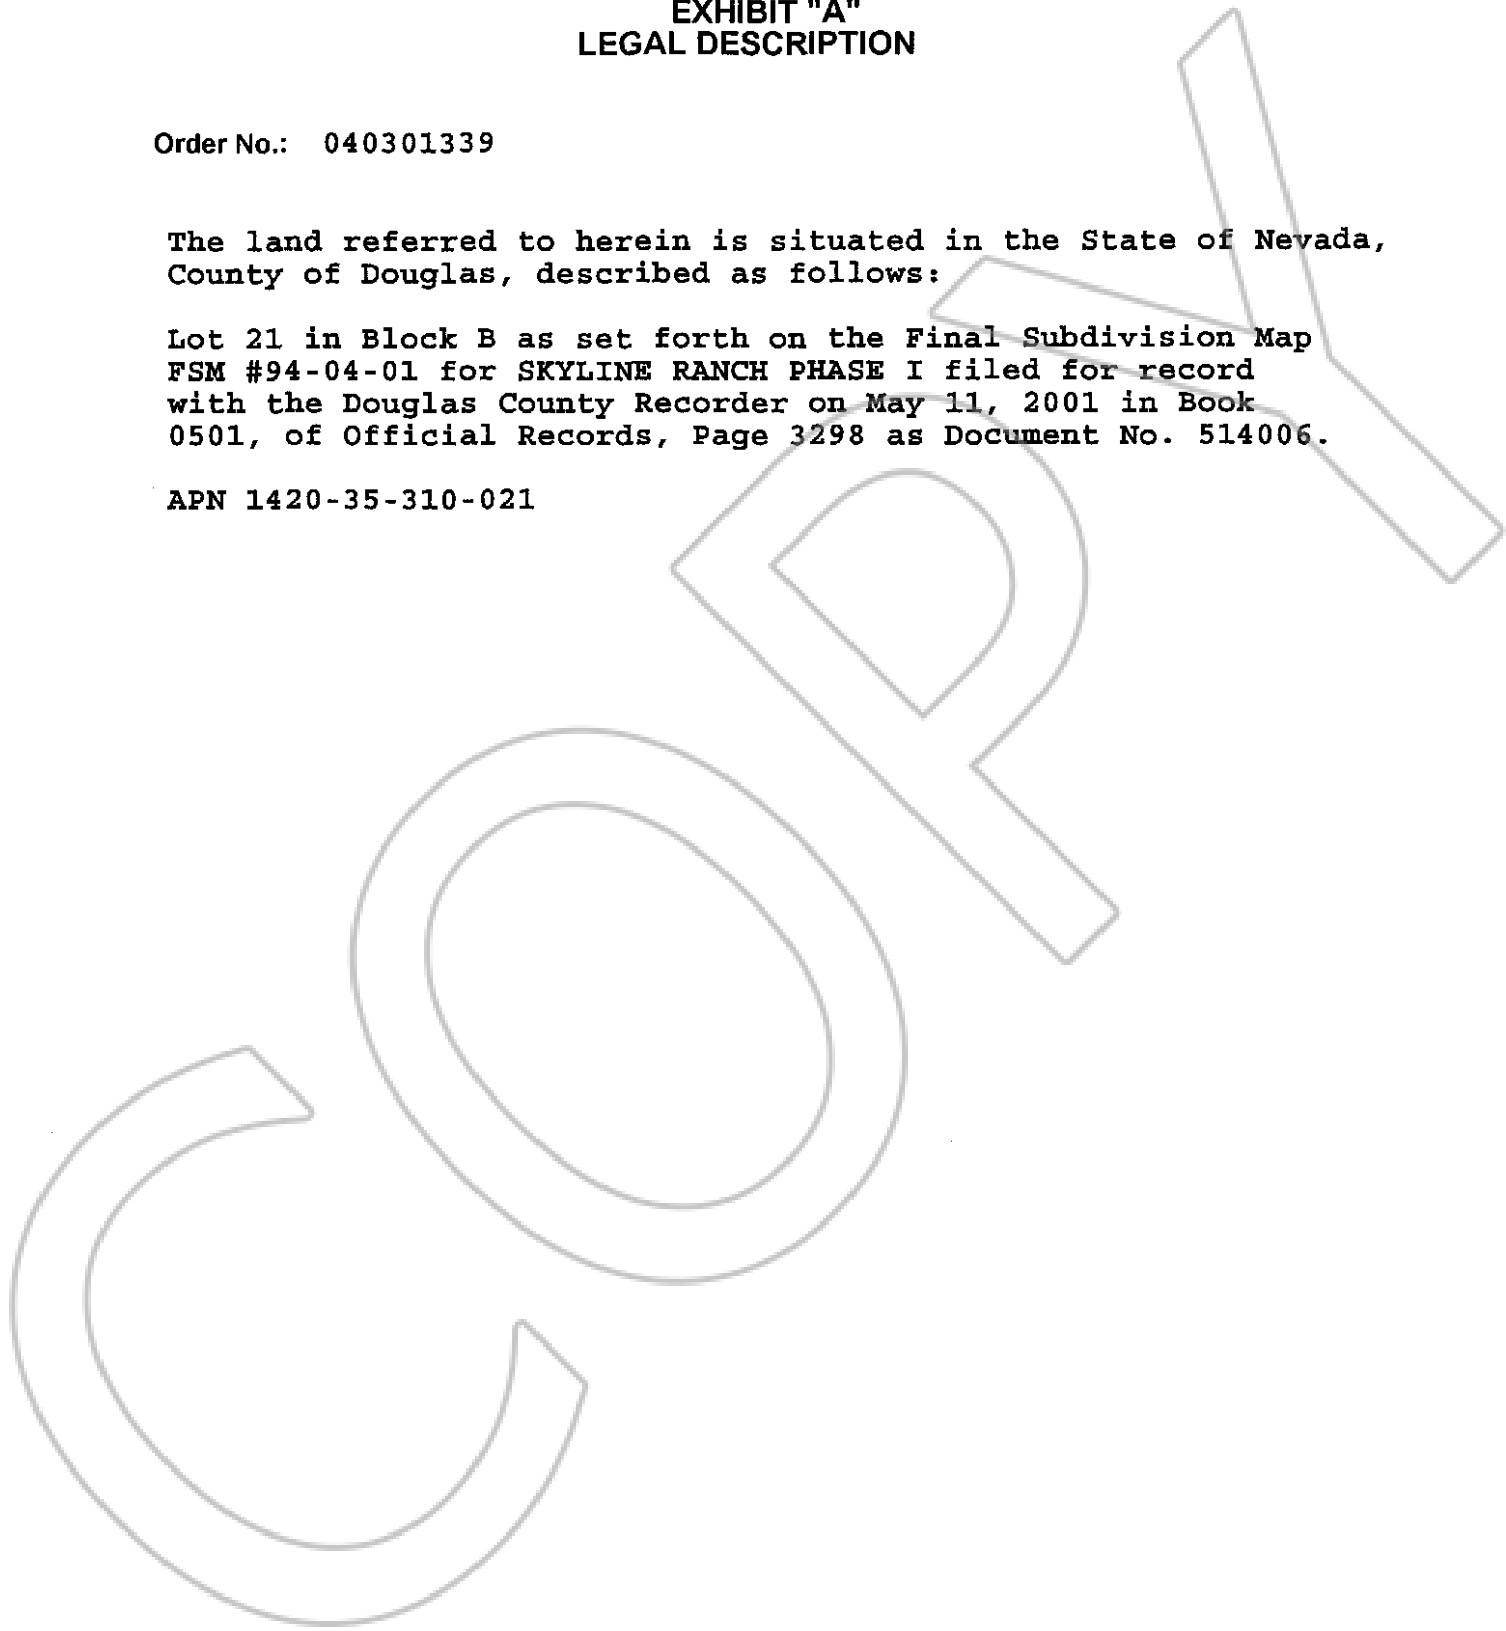 EXHIBIT "A"
LEGAL DESCRIPTION
Order No.: 040301339
The land referred to herein is situated in the State of Nevada,
County of Douglas, described as follows:
Lot 21 in Block B as set forth on the Final Subdivision Map
FSM #94-04-01 for SKYLINE RANCH PHASE I filed for record
with the Douglas County Recorder on May 11, 2001 in Book
0501, of Official Records, Page 3298 as Document No. 514006.
APN 1420-35-310-021
COPY